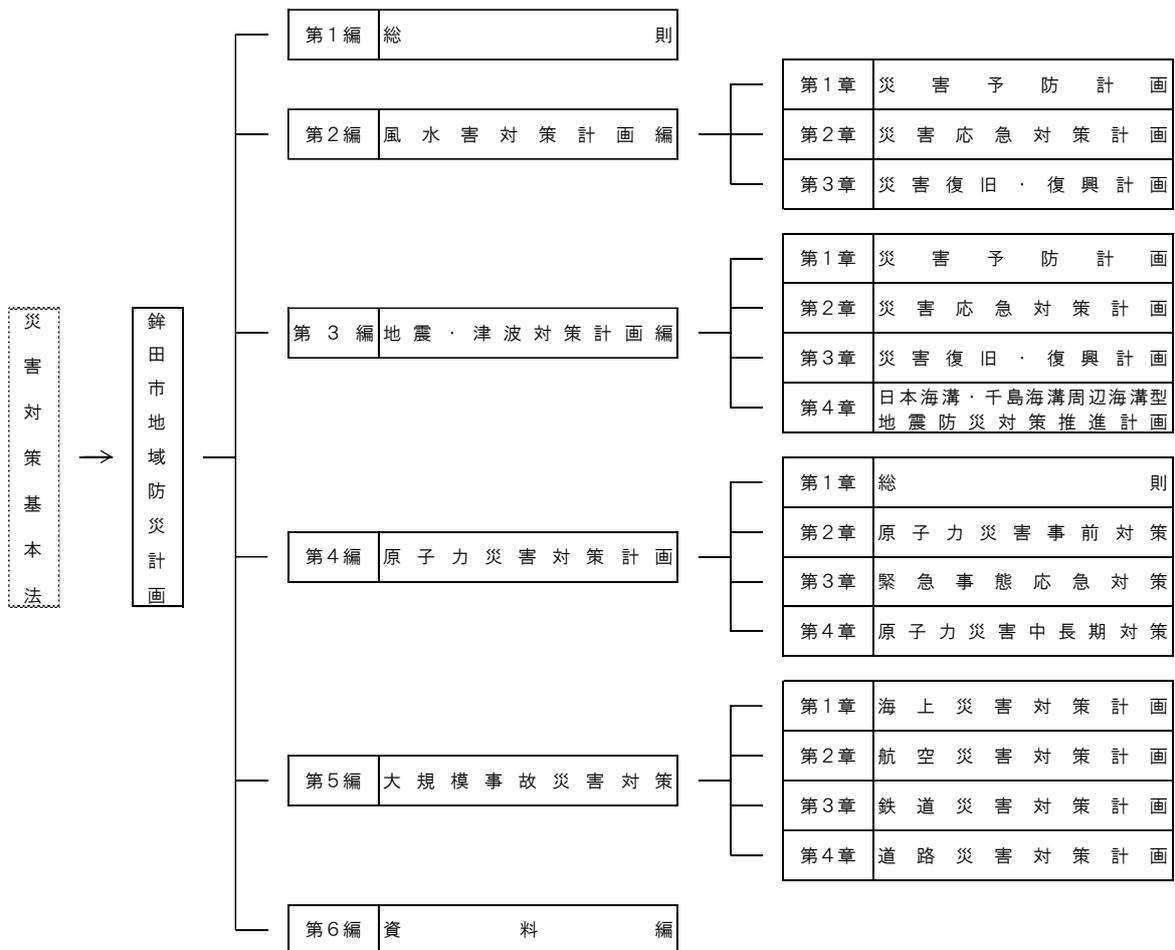 災害対策基本法
鉾田市地域防災計画
第1編 総則
第2編 風水害対策計画編
第1章 災害予防計画
第2章 災害応急対策計画
第3章 災害復旧・復興計画
第3編 地震・津波対策計画編
第1章 災害予防計画
第2章 災害応急対策計画
第3章 災害復旧・復興計画
第4章 日本海溝・千島海溝周辺海溝型
地震防災対策推進計画
第4編 原子力災害対策計画
第1章 総則
第2章 原子力災害事前対策
第3章 緊急事態応急対策
第4章 原子力災害中長期対策
第5編 大規模事故災害対策
第1章 海上災害対策計画
第2章 航空災害対策計画
第3章 鉄道災害対策計画
第4章 道路災害対策計画
第6編 資料編